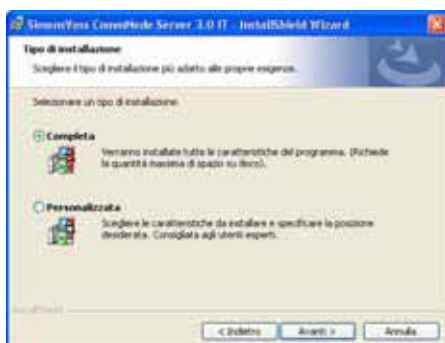 CommNode Server 3.0 IT - InstallShield Wizard
Tipo di installazione
Scegliere il tipo di installazione più adatto alle proprie esigenze.
Selezionare un tipo di installazione
Completa
Verranno installate tutte le caratteristiche del programma. (Richiede
la quantità massima di spazio su disco).
Personalizzata
Scegliere le caratteristiche da installare e specificare la posizione
desiderata. Consigliata agli utenti esperti.
InstallShield
< Indietro
Avanti >
Annulla